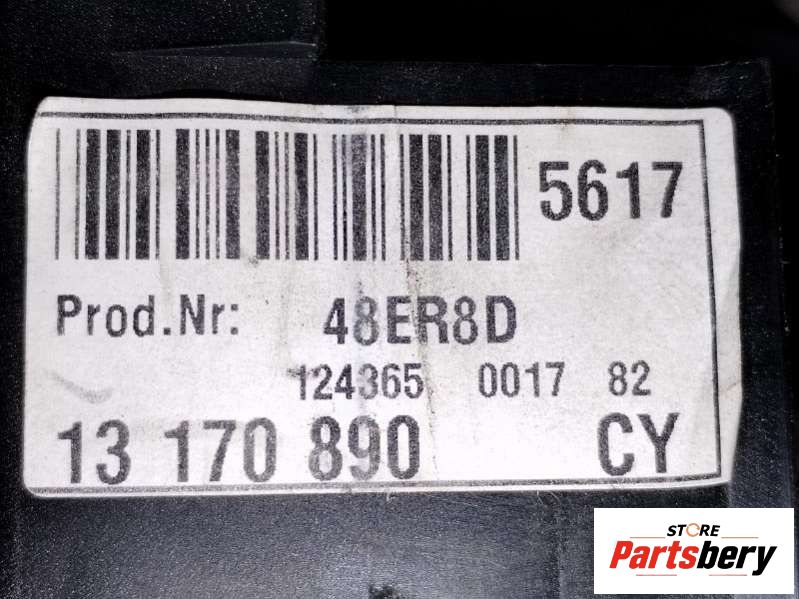 5617
Prod.Nr: 48ER8D
124365 0017 82
13 170 890 CY
STORE
Partsbery